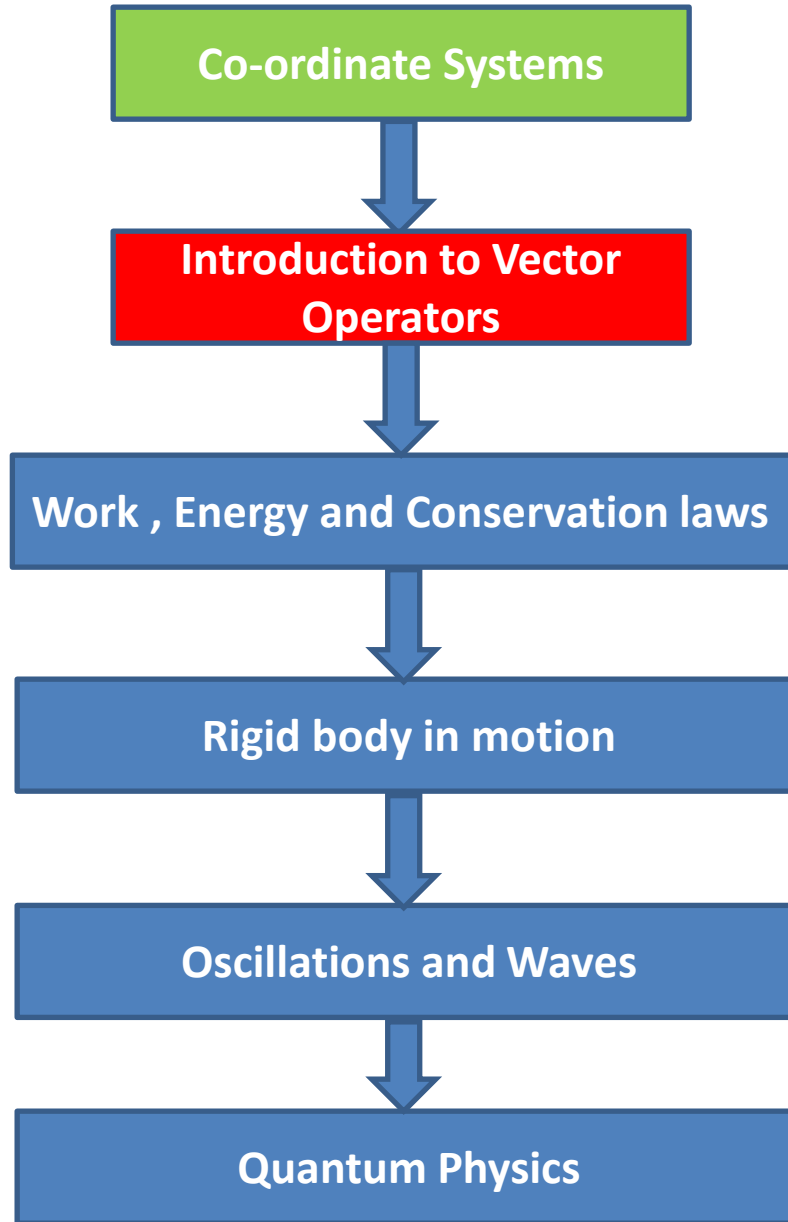 Co-ordinate Systems
Introduction to Vector
Operators
Work , Energy and Conservation laws
Rigid body in motion
Oscillations and Waves
Quantum Physics